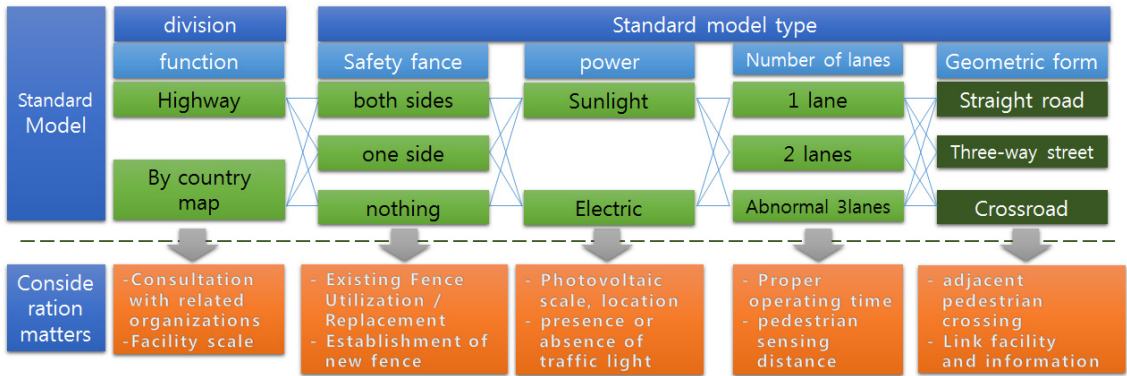 division
Standard model type
function
Safety fance
power
Number of lanes
Geometric form
Standard
Model
Highway
both sides
Sunlight
1 lane
Straight road
one side
2 lanes
Three-way street
By country
map
nothing
Electric
Abnormal 3lanes
Crossroad
Conside
ration
matters
-Consultation
with related
organizations
-Facility scale
- Existing Fence
Utilization /
Replacement
- Establishment of
new fence
- Photovoltaic
scale, location
- presence or
absence of
traffic light
- Proper
operating time
- pedestrian
sensing
distance
- adjacent
pedestrian
crossing
- Link facility
and information